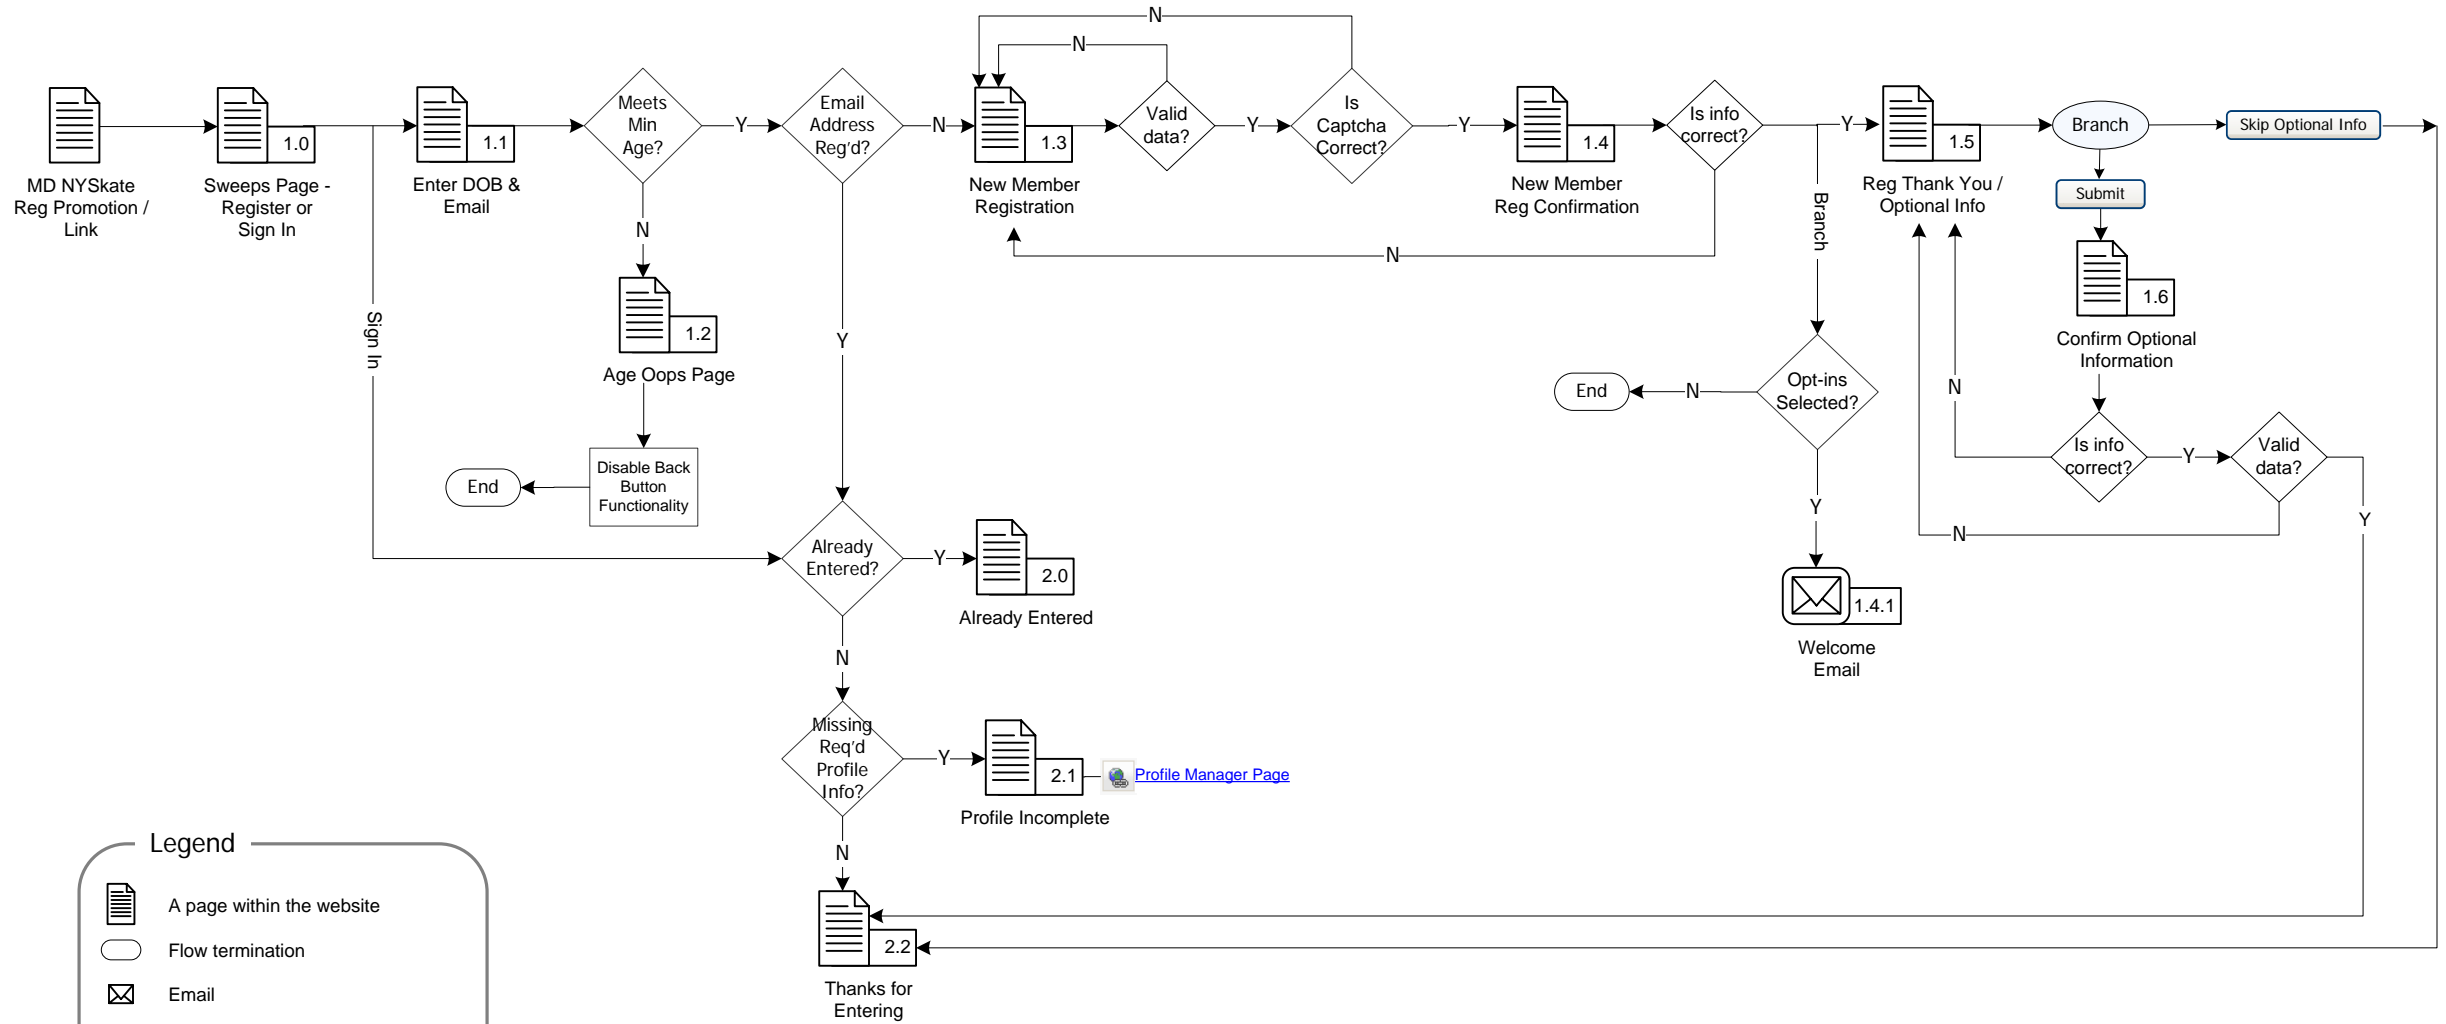 N
N
MD NYSkate
Reg Promotion /
Link
1.0
Sweeps Page -
Register or
Sign In
1.1
Enter DOB &
Email
Meets
Min
Age?
Y
Email
Address
Reg'd?
N
1.3
New Member
Registration
Valid
data?
Y
Is
Captcha
Correct?
Y
1.4
New Member
Reg Confirmation
Is info
correct?
Y
1.5
Reg Thank You /
Optional Info
Branch
Skip Optional Info
Submit
1.6
Confirm Optional
Information
N
Branch
N
Sign In
1.2
Age Oops Page
Disable Back
Button
Functionality
End
Y
Opt-ins
Selected?
N
End
Y
1.4.1
Welcome
Email
N
Is info
correct?
Y
Valid
data?
N
Y
Already
Entered?
Y
2.0
Already Entered
N
Missing
Req'd
Profile
Info?
Y
2.1
Profile Manager Page
Profile Incomplete
N
2.2
Thanks for
Entering
Legend
A page within the website
Flow termination
Email